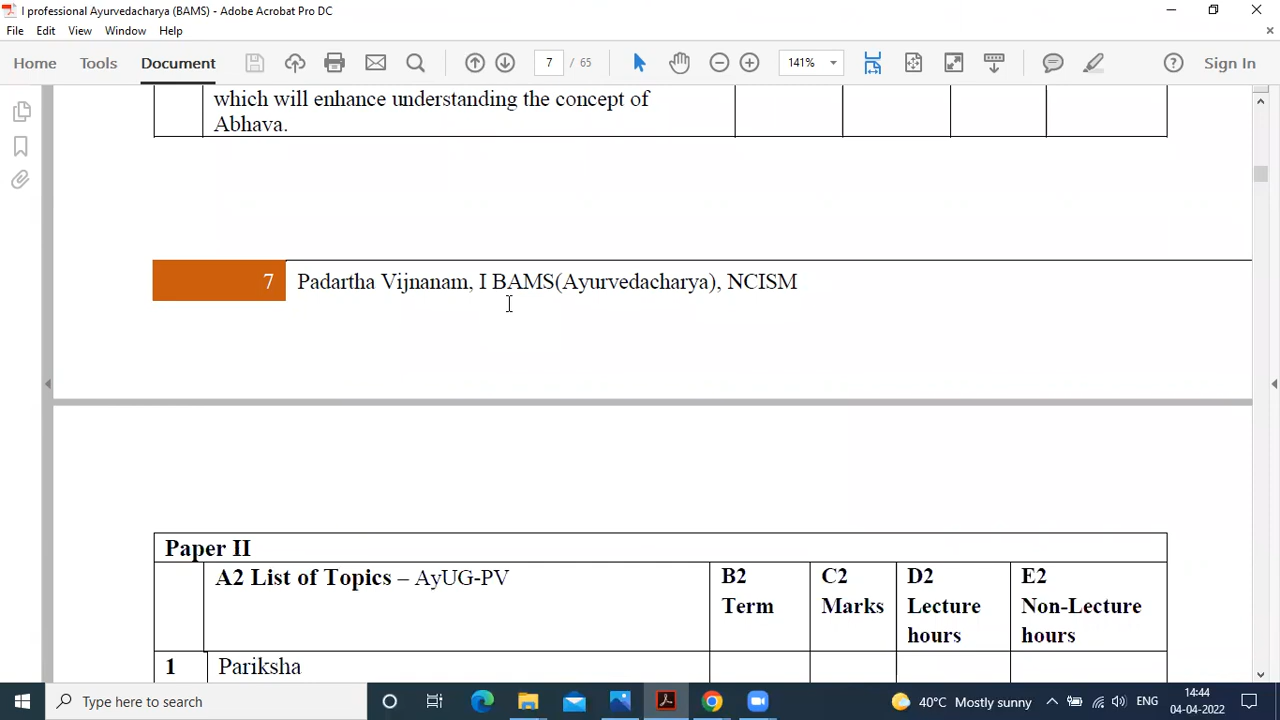 I professional Ayurvedacharya (BAMS) - Adobe Acrobat Pro DC
File Edit View Window Help
Home Tools Document 7 / 65 141% Sign In
which will enhance understanding the concept of
Abhava.
7 Padartha Vijnanam, I BAMS(Ayurvedacharya), NCISM
Paper II
A2 List of Topics – AyUG-PV B2 C2 D2 E2
Term Marks Lecture Non-Lecture
hours hours
1 Pariksha
Type here to search 40°C Mostly sunny ENG 14:44
04-04-2022